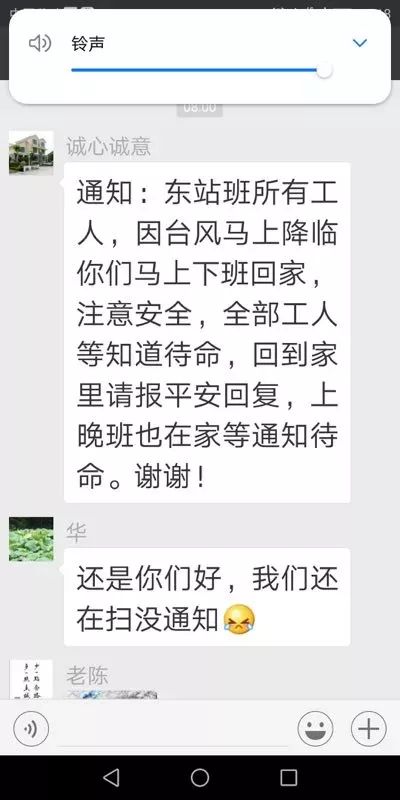 铃声
08:00
诚心诚意
通知：东站班所有工
人，因台风马上降临
你们马上下班回家，
注意安全，全部工人
等知道待命，回到家
里请报平安回复，上
晚班也在家等通知待
命。谢谢！
华
还是你们好，我们还
在扫没通知
老陈